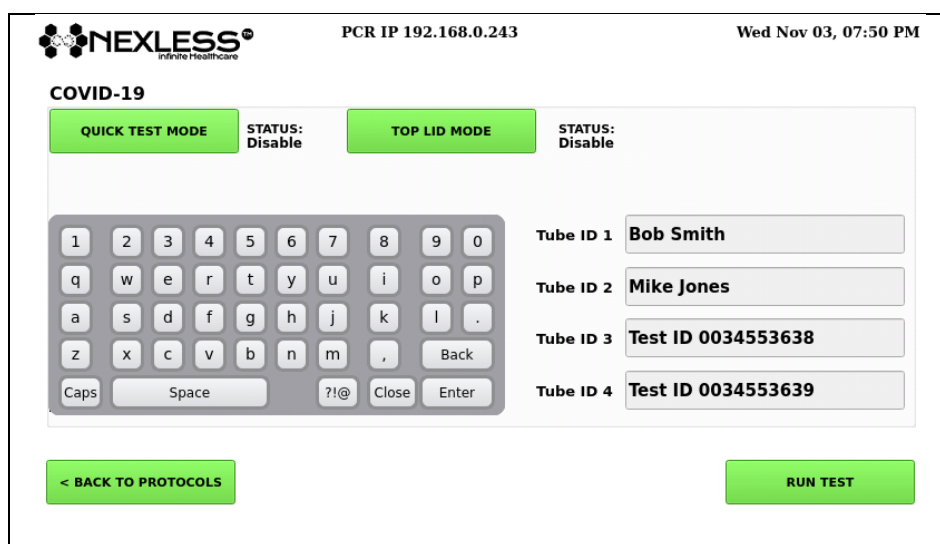 NEXLESS™
Infinite Healthcare
PCR IP 192.168.0.243
Wed Nov 03, 07:50 PM
COVID-19
QUICK TEST MODE
STATUS:
Disable
TOP LID MODE
STATUS:
Disable
1 2 3 4 5 6 7 8 9 0
q w e r t y u i o p
a s d f g h j k l .
z x c v b n m , Back
Caps Space ?!@ Close Enter
Tube ID 1 Bob Smith
Tube ID 2 Mike Jones
Tube ID 3 Test ID 0034553638
Tube ID 4 Test ID 0034553639
< BACK TO PROTOCOLS
RUN TEST